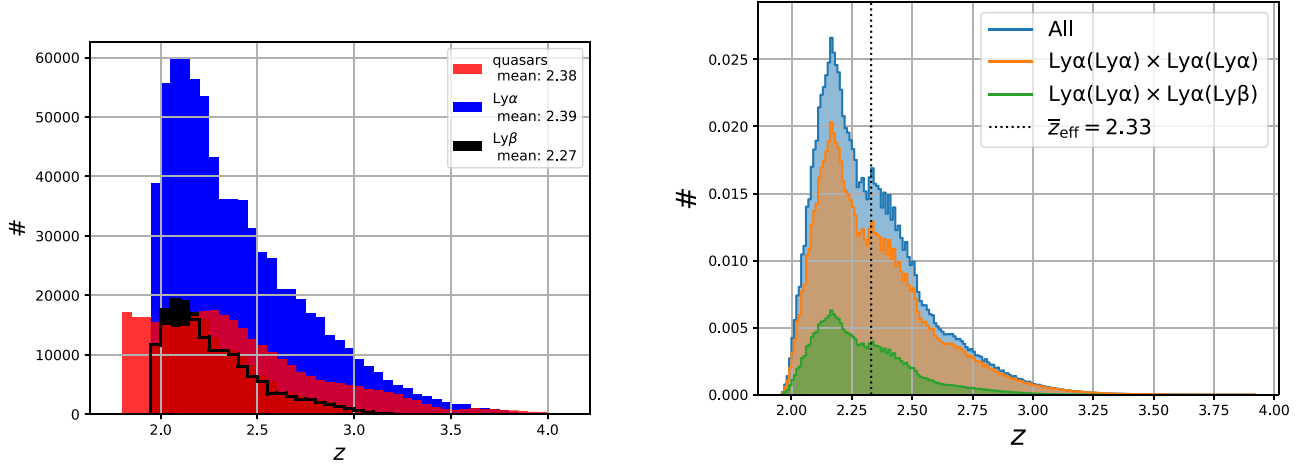 60000
50000
40000
30000
20000
10000
0
#
2.0 2.5 3.0 3.5 4.0
z
quasars
mean: 2.38
Lyα
mean: 2.39
Lyβ
mean: 2.27
0.025
0.020
0.015
0.010
0.005
0.000
#
2.00 2.25 2.50 2.75 3.00 3.25 3.50 3.75 4.00
z
All
Lyα(Lyα) × Lyα(Lyα)
Lyα(Lyα) × Lyα(Lyβ)
z̅eff = 2.33